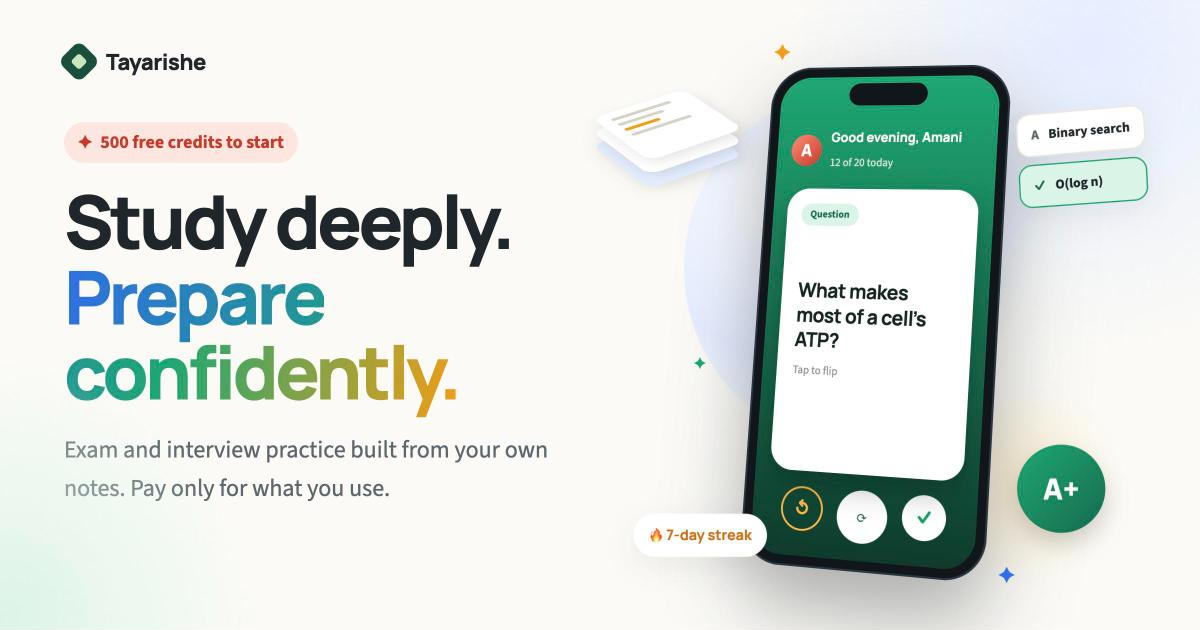 Tayarishe
500 free credits to start
Study deeply.
Prepare
confidently.
Exam and interview practice built from your own
notes. Pay only for what you use.
A
Good evening, Amani
12 of 20 today
Question
What makes
most of a cell's
ATP?
Tap to flip
A Binary search
✓ O(log n)
A+
🔥 7-day streak